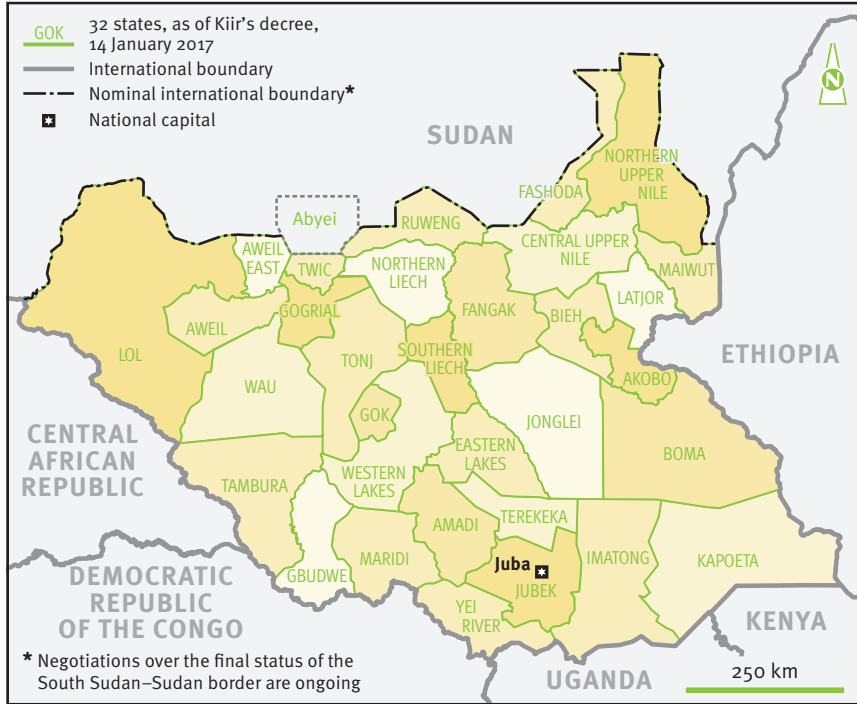 GOK
32 states, as of Kiir's decree,
14 January 2017
International boundary
Nominal international boundary*
National capital
N
SUDAN
NORTHERN
UPPER
NILE
FASHODA
Abyei
RUWENG
AWEIL
EAST
TWIC
NORTHERN
LIECH
CENTRAL UPPER
NILE
MAIWUT
LATJOR
GOGRIAL
FANGAK
BIEH
AWEIL
LOL
TONJ
SOUTHERN
LIECH
ETHIOPIA
AKOBO
WAU
GOK
JONGLEI
CENTRAL
AFRICAN
REPUBLIC
EASTERN
LAKES
BOMA
TAMBURA
WESTERN
LAKES
AMADI
TEREKEKA
MARIDI
Juba
JUBEK
IMATONG
KAPOETA
GBUDWE
DEMOCRATIC
REPUBLIC
OF THE CONGO
YEI
RIVER
KENYA
UGANDA
* Negotiations over the final status of the
South Sudan–Sudan border are ongoing
250 km